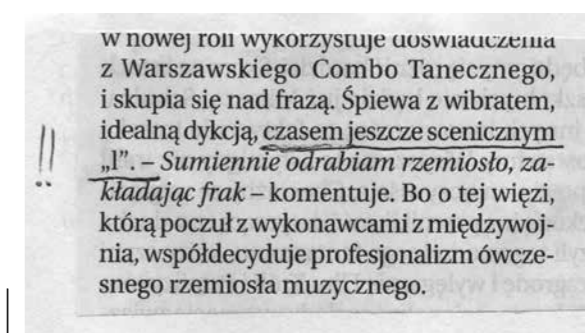 w nowej roli wykorzystuje doświadczenia
z Warszawskiego Combo Tanecznego,
i skupia się nad frazą. Śpiewa z wibratem,
idealną dykcją, czasem jeszcze scenicznym
!! „l”. – Sumiennie odrabiam rzemiosło, za-
kładając frak – komentuje. Bo o tej więzi,
którą poczuł z wykonawcami z międzywoj-
nia, współdecyduje profesjonalizm ówcze-
snego rzemiosła muzycznego.